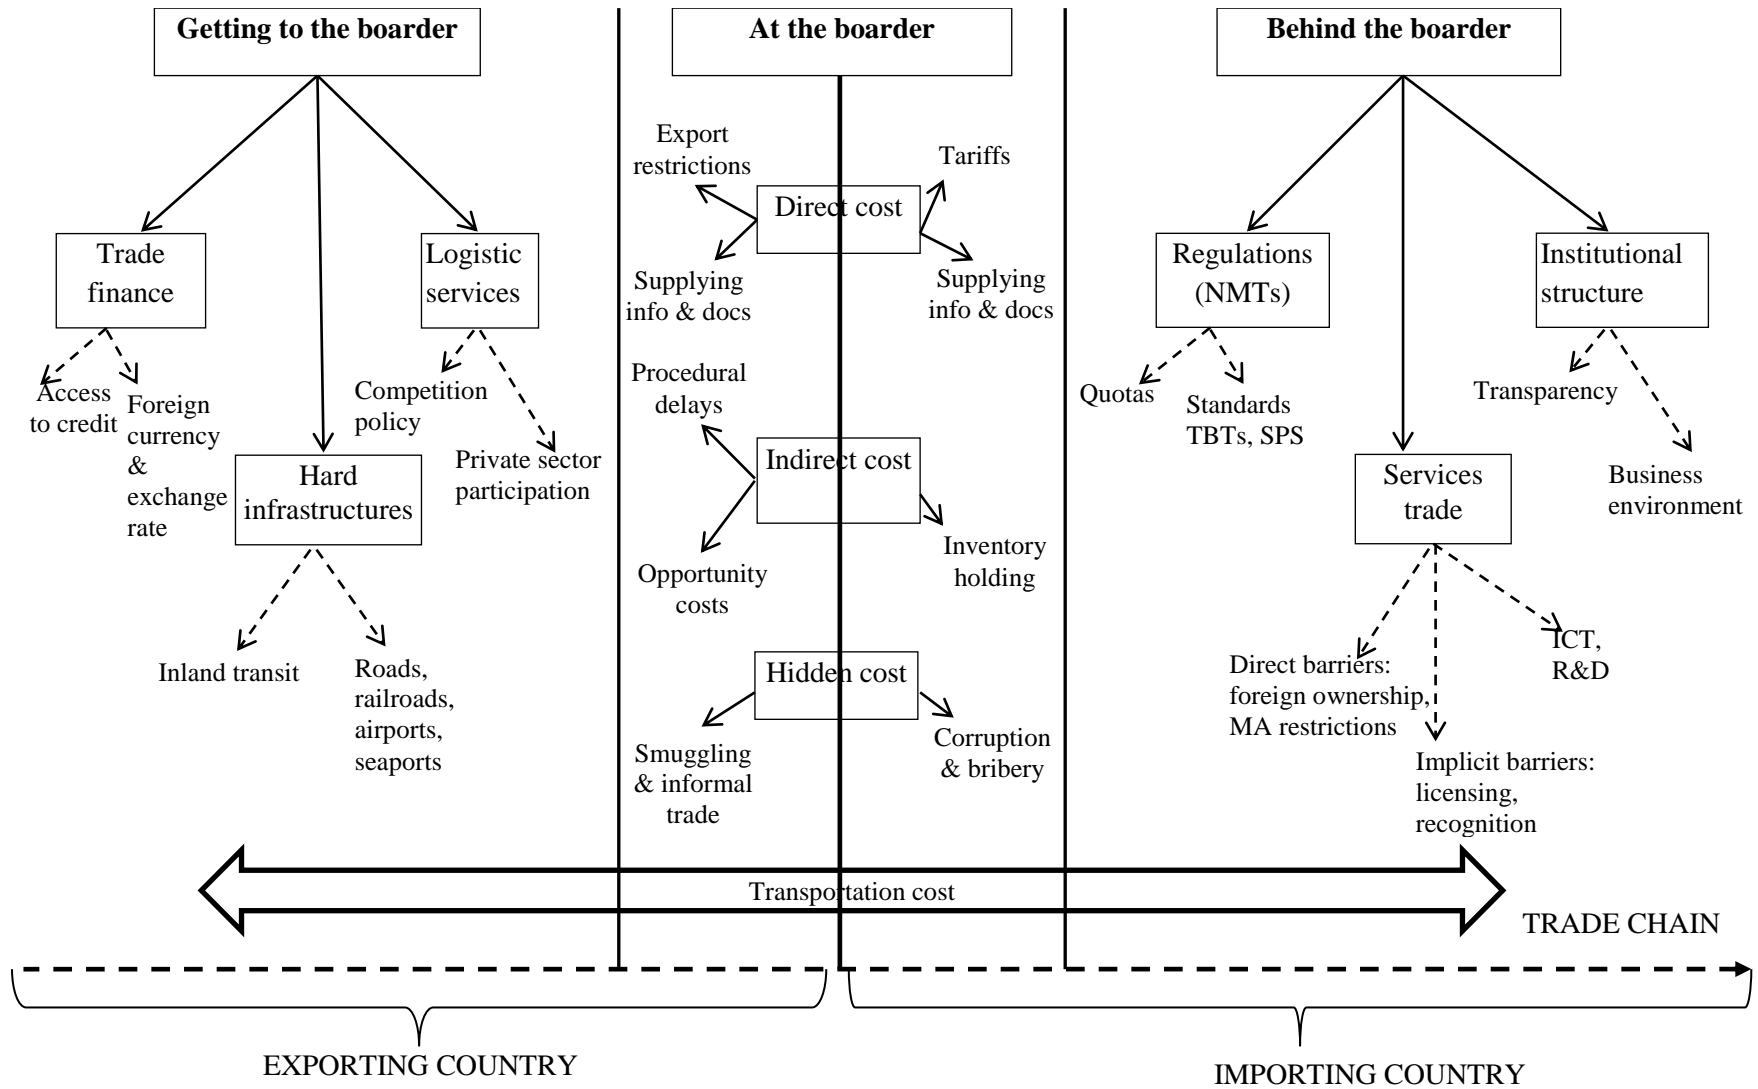 Getting to the boarder
At the boarder
Behind the boarder
Trade
finance
Logistic
services
Access
to credit
Foreign
currency
&
exchange
rate
Competition
policy
Private sector
participation
Hard
infrastructures
Inland transit
Roads,
railroads,
airports,
seaports
Export
restrictions
Tariffs
Direct cost
Supplying
info & docs
Supplying
info & docs
Procedural
delays
Indirect cost
Opportunity
costs
Inventory
holding
Hidden cost
Smuggling
& informal
trade
Corruption
& bribery
Regulations
(NMTs)
Institutional
structure
Quotas
Standards
TBTs, SPS
Transparency
Business
environment
Services
trade
Direct barriers:
foreign ownership,
MA restrictions
ICT,
R&D
Implicit barriers:
licensing,
recognition
Transportation cost
TRADE CHAIN
EXPORTING COUNTRY
IMPORTING COUNTRY